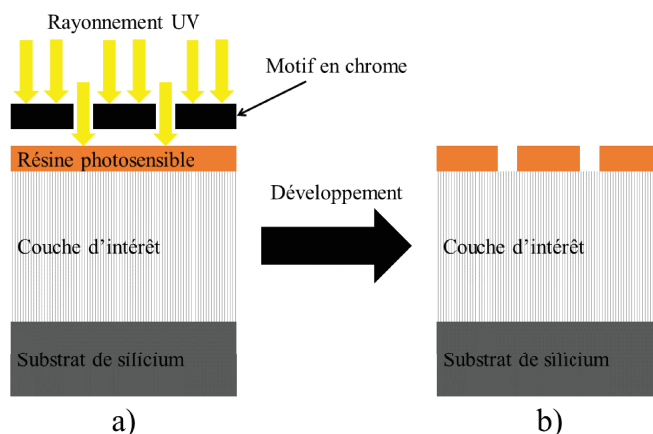 Rayonnement UV
Motif en chrome
Résine photosensible
Développement
Couche d'intérêt
Couche d'intérêt
Substrat de silicium
Substrat de silicium
a)
b)